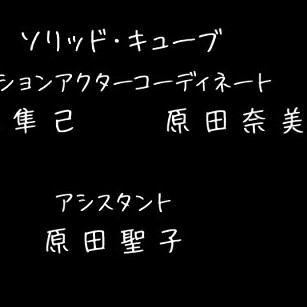 ソリッド・キューブ
ションアクターコーディネート
隼己　原田奈美
アシスタント
原田聖子